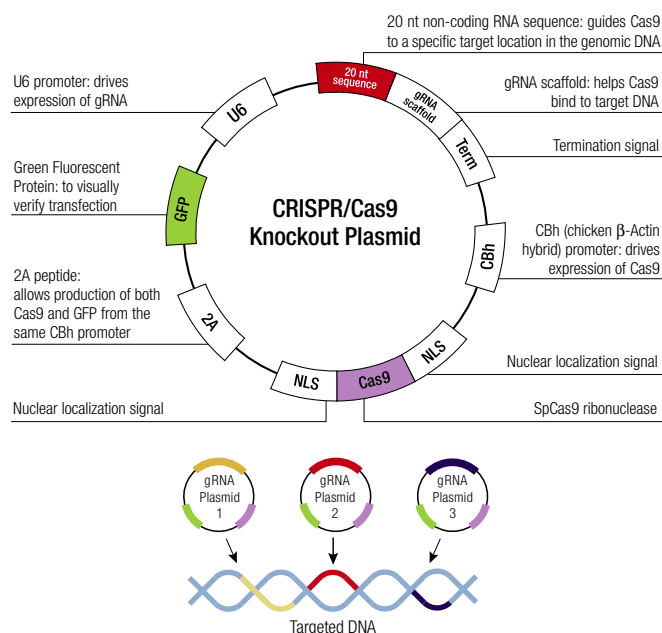 20 nt non-coding RNA sequence: guides Cas9
to a specific target location in the genomic DNA
U6 promoter: drives
expression of gRNA
gRNA scaffold: helps Cas9
bind to target DNA
Termination signal
Green Fluorescent
Protein: to visually
verify transfection
CBh (chicken β-Actin
hybrid) promoter: drives
expression of Cas9
2A peptide:
allows production of both
Cas9 and GFP from the
same CBh promoter
Nuclear localization signal
Nuclear localization signal
SpCas9 ribonuclease
20 nt
sequence
gRNA
scaffold
Term
CBh
NLS
Cas9
NLS
2A
GFP
U6
CRISPR/Cas9
Knockout Plasmid
gRNA
Plasmid
1
gRNA
Plasmid
2
gRNA
Plasmid
3
Targeted DNA